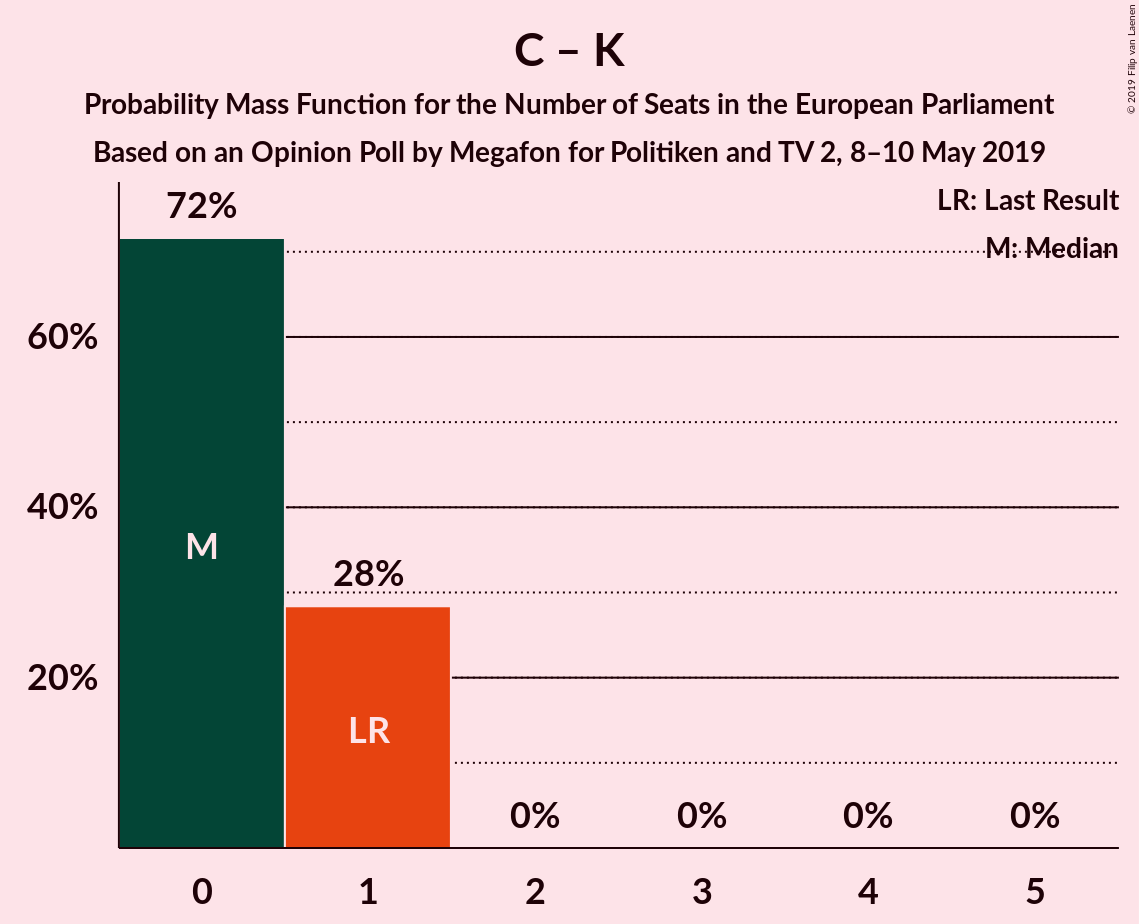 C – K
Probability Mass Function for the Number of Seats in the European Parliament
Based on an Opinion Poll by Megafon for Politiken and TV 2, 8–10 May 2019
© 2019 Filip van Laenen
LR: Last Result
M: Median
72%
60%
40%
20%
M
28%
LR
0%
0%
0%
0%
0
1
2
3
4
5